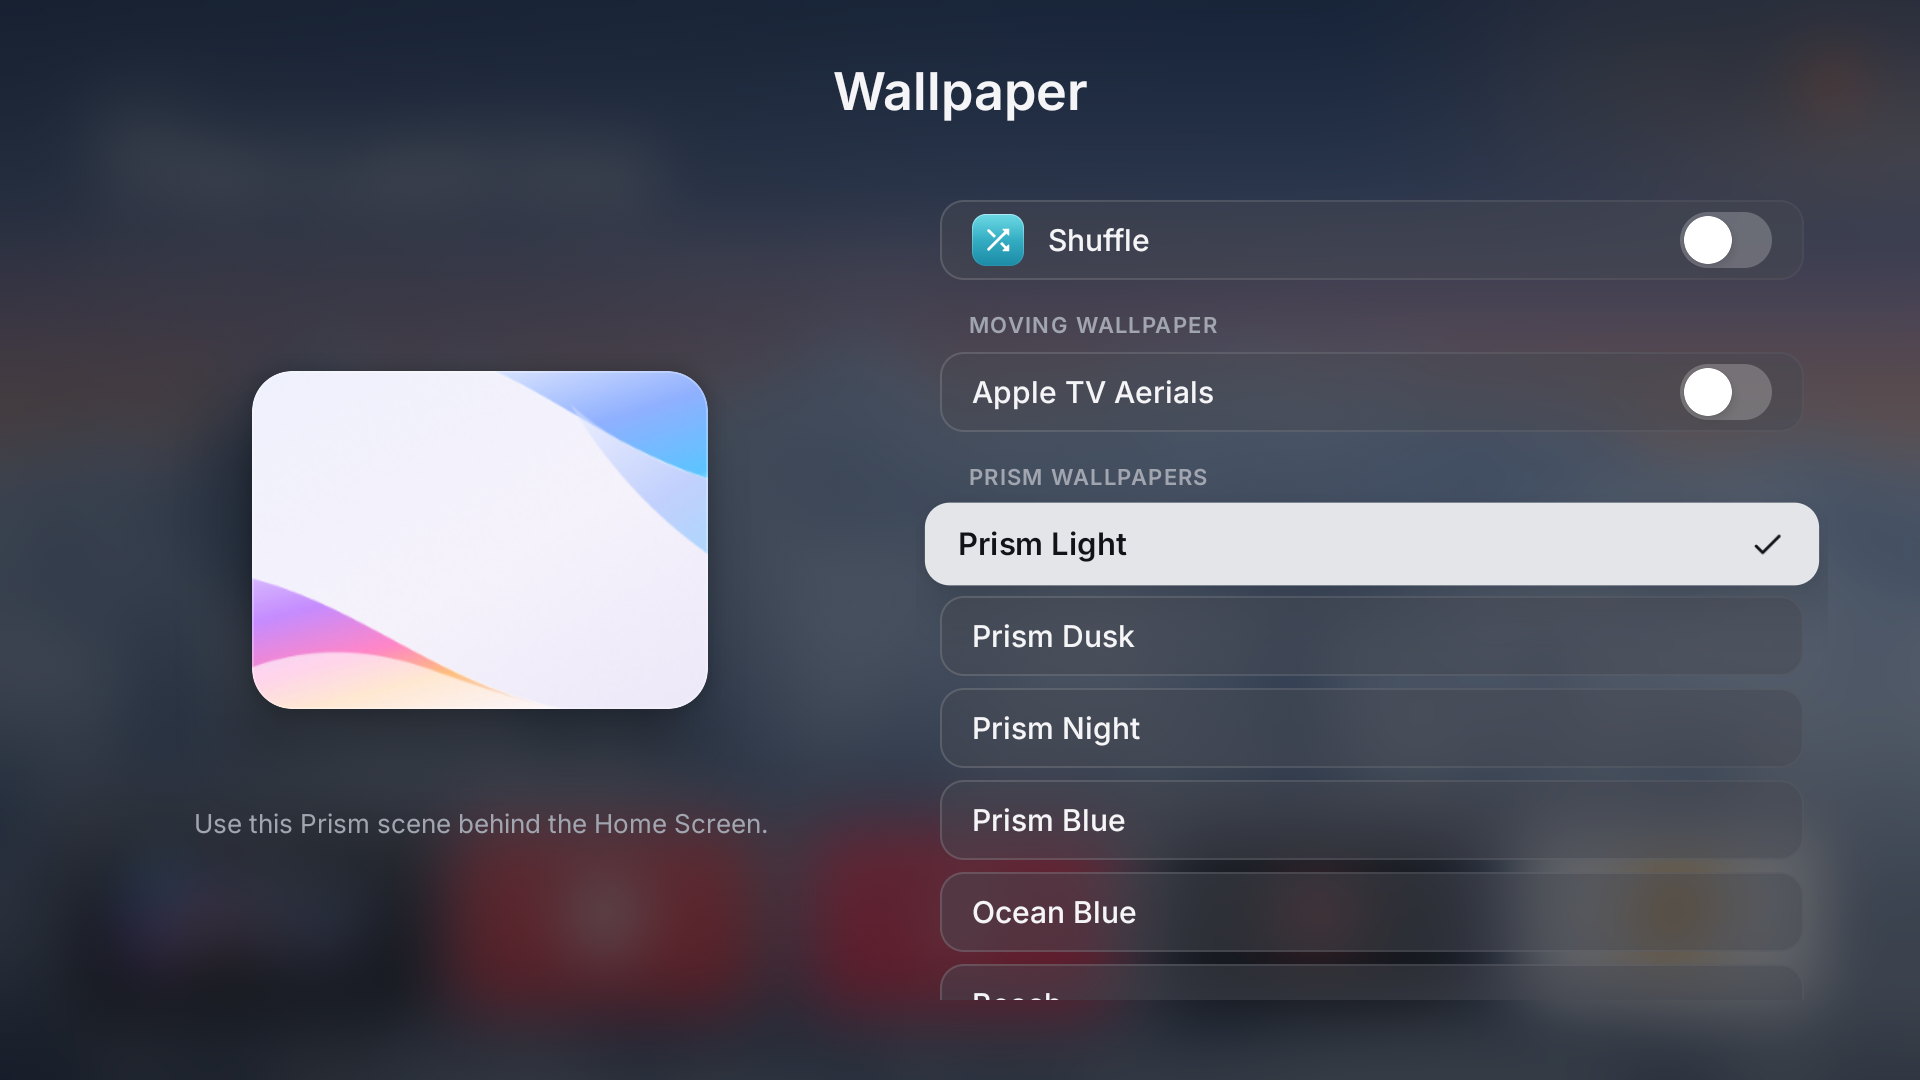 Wallpaper
Shuffle
MOVING WALLPAPER
Apple TV Aerials
PRISM WALLPAPERS
Prism Light
Prism Dusk
Prism Night
Prism Blue
Ocean Blue
Use this Prism scene behind the Home Screen.